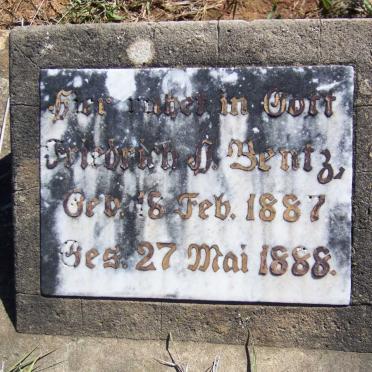 Hier ruhet in Gott
Friedrich H. Bentz,
Geb. 18 Feb. 1887
Ges. 27 Mai 1888.